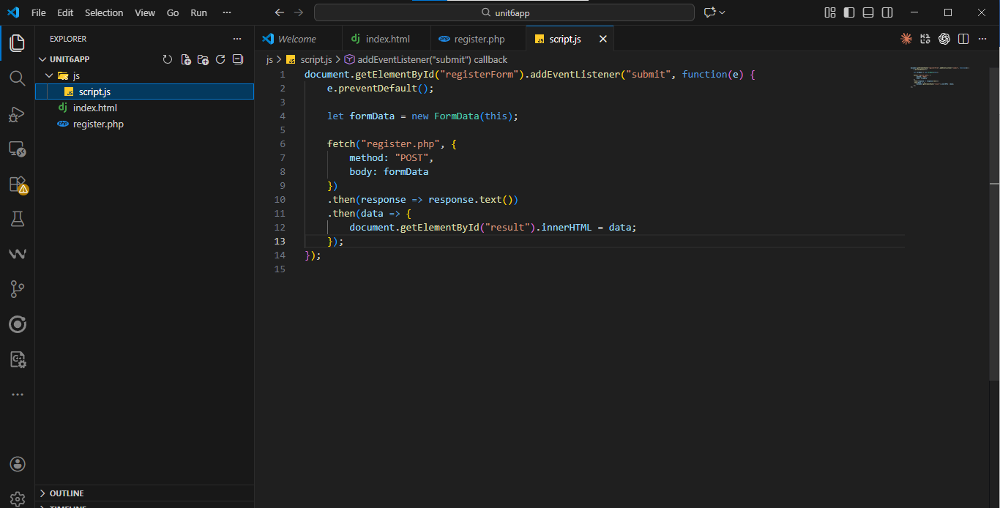 File Edit Selection View Go Run ···
unit6app
EXPLORER ···
UNIT6APP
js
script.js
index.html
register.php
OUTLINE
Welcome index.html register.php script.js
js > script.js > addEventListener("submit") callback
1 document.getElementById("registerForm").addEventListener("submit", function(e) {
2 e.preventDefault();
3
4 let formData = new FormData(this);
5
6 fetch("register.php", {
7 method: "POST",
8 body: formData
9 })
10 .then(response => response.text())
11 .then(data => {
12 document.getElementById("result").innerHTML = data;
13 });
14 });
15